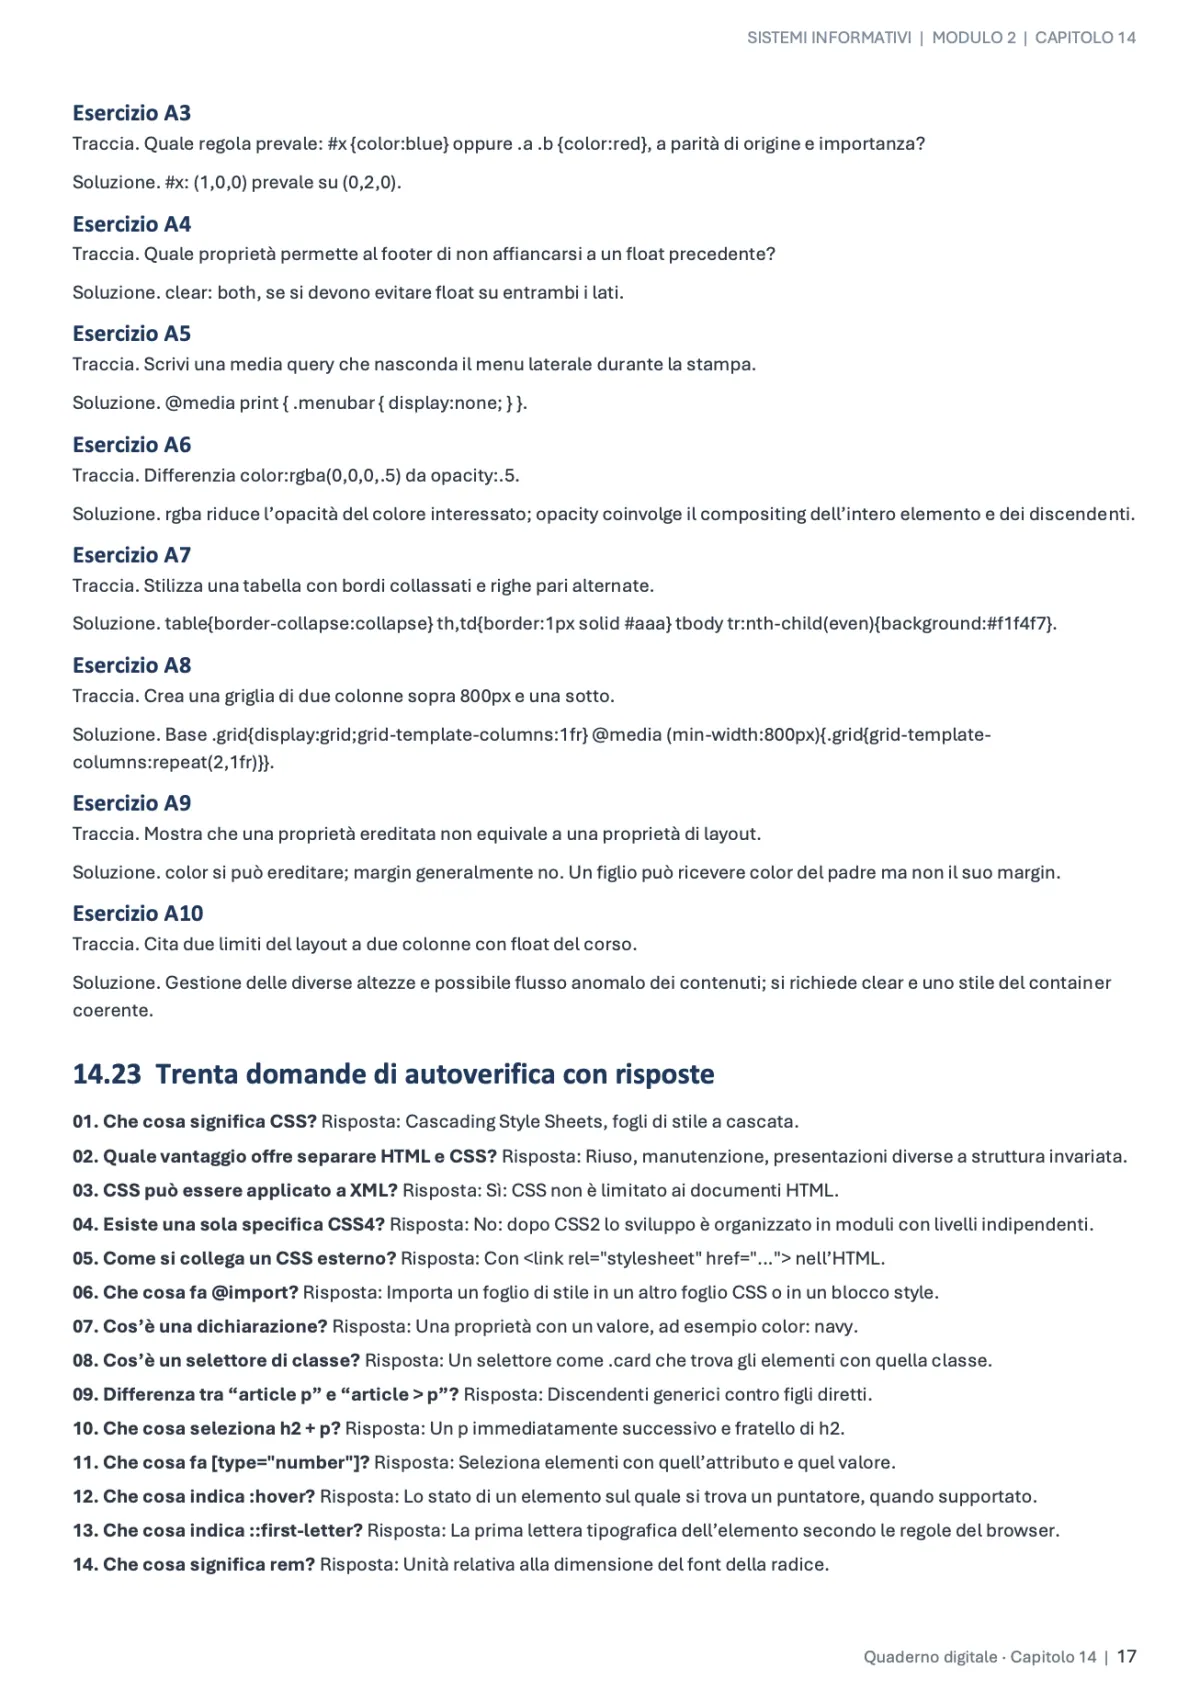 SISTEMI INFORMATIVI | MODULO 2 | CAPITOLO 14
Esercizio A3
Traccia. Quale regola prevale: #x {color:blue} oppure .a .b {color:red}, a parità di origine e importanza?
Soluzione. #x: (1,0,0) prevale su (0,2,0).
Esercizio A4
Traccia. Quale proprietà permette al footer di non affiancarsi a un float precedente?
Soluzione. clear: both, se si devono evitare float su entrambi i lati.
Esercizio A5
Traccia. Scrivi una media query che nasconda il menu laterale durante la stampa.
Soluzione. @media print { .menubar { display:none; } }.
Esercizio A6
Traccia. Differenzia color:rgba(0,0,0,.5) da opacity:.5.
Soluzione. rgba riduce l’opacità del colore interessato; opacity coinvolge il compositing dell’intero elemento e dei discendenti.
Esercizio A7
Traccia. Stilizza una tabella con bordi collassati e righe pari alternate.
Soluzione. table{border-collapse:collapse} th,td{border:1px solid #aaa} tbody tr:nth-child(even){background:#f1f4f7}.
Esercizio A8
Traccia. Crea una griglia di due colonne sopra 800px e una sotto.
Soluzione. Base .grid{display:grid;grid-template-columns:1fr} @media (min-width:800px){.grid{grid-template-
columns:repeat(2,1fr)}}.
Esercizio A9
Traccia. Mostra che una proprietà ereditata non equivale a una proprietà di layout.
Soluzione. color si può ereditare; margin generalmente no. Un figlio può ricevere color del padre ma non il suo margin.
Esercizio A10
Traccia. Cita due limiti del layout a due colonne con float del corso.
Soluzione. Gestione delle diverse altezze e possibile flusso anomalo dei contenuti; si richiede clear e uno stile del container
coerente.
14.23 Trenta domande di autoverifica con risposte
01. Che cosa significa CSS? Risposta: Cascading Style Sheets, fogli di stile a cascata.
02. Quale vantaggio offre separare HTML e CSS? Risposta: Riuso, manutenzione, presentazioni diverse a struttura invariata.
03. CSS può essere applicato a XML? Risposta: Sì: CSS non è limitato ai documenti HTML.
04. Esiste una sola specifica CSS4? Risposta: No: dopo CSS2 lo sviluppo è organizzato in moduli con livelli indipendenti.
05. Come si collega un CSS esterno? Risposta: Con <link rel="stylesheet" href="..."> nell’HTML.
06. Che cosa fa @import? Risposta: Importa un foglio di stile in un altro foglio CSS o in un blocco style.
07. Cos’è una dichiarazione? Risposta: Una proprietà con un valore, ad esempio color: navy.
08. Cos’è un selettore di classe? Risposta: Un selettore come .card che trova gli elementi con quella classe.
09. Differenza tra “article p” e “article > p”? Risposta: Discendenti generici contro figli diretti.
10. Che cosa seleziona h2 + p? Risposta: Un p immediatamente successivo e fratello di h2.
11. Che cosa fa [type="number"]? Risposta: Seleziona elementi con quell’attributo e quel valore.
12. Che cosa indica :hover? Risposta: Lo stato di un elemento sul quale si trova un puntatore, quando supportato.
13. Che cosa indica ::first-letter? Risposta: La prima lettera tipografica dell’elemento secondo le regole del browser.
14. Che cosa significa rem? Risposta: Unità relativa alla dimensione del font della radice.
Quaderno digitale · Capitolo 14 | 17